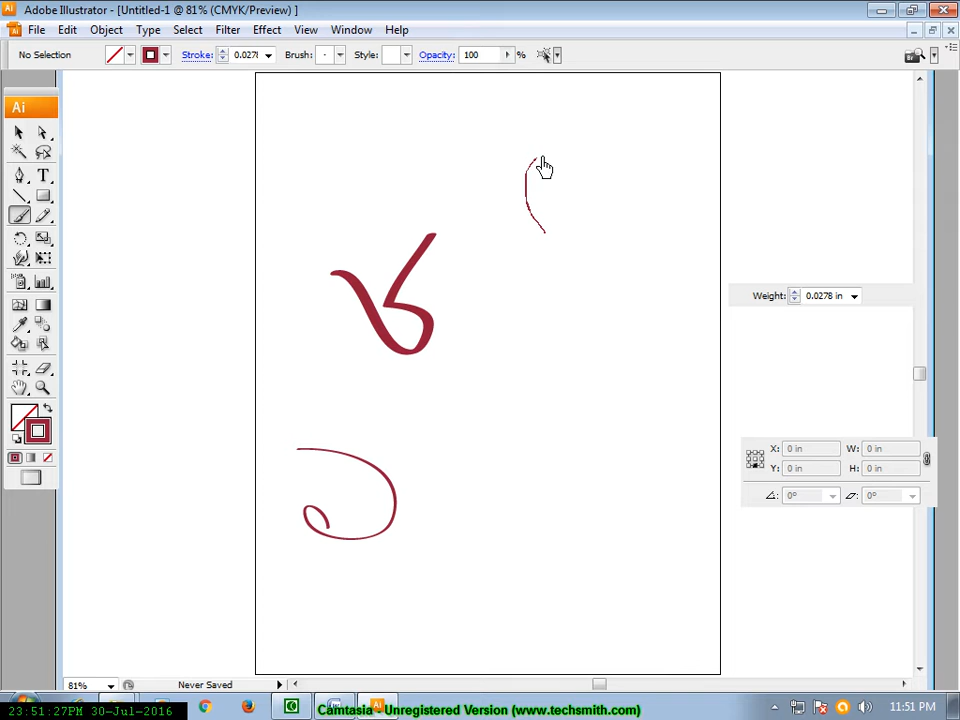 Adobe Illustrator - [Untitled-1 @ 81% (CMYK/Preview) ]
File Edit Object Type Select Filter Effect View Window Help
No Selection Stroke: 0.0278 Brush: Style: Opacity: 100 %
Ai
Weight: 0.0278 in
X: 0 in W: 0 in
Y: 0 in H: 0 in
0° 0°
81% Never Saved
23:51:27PM 30-Jul-2016 Camtasia - Unregistered Version (www.techsmith.com) 11:51 PM